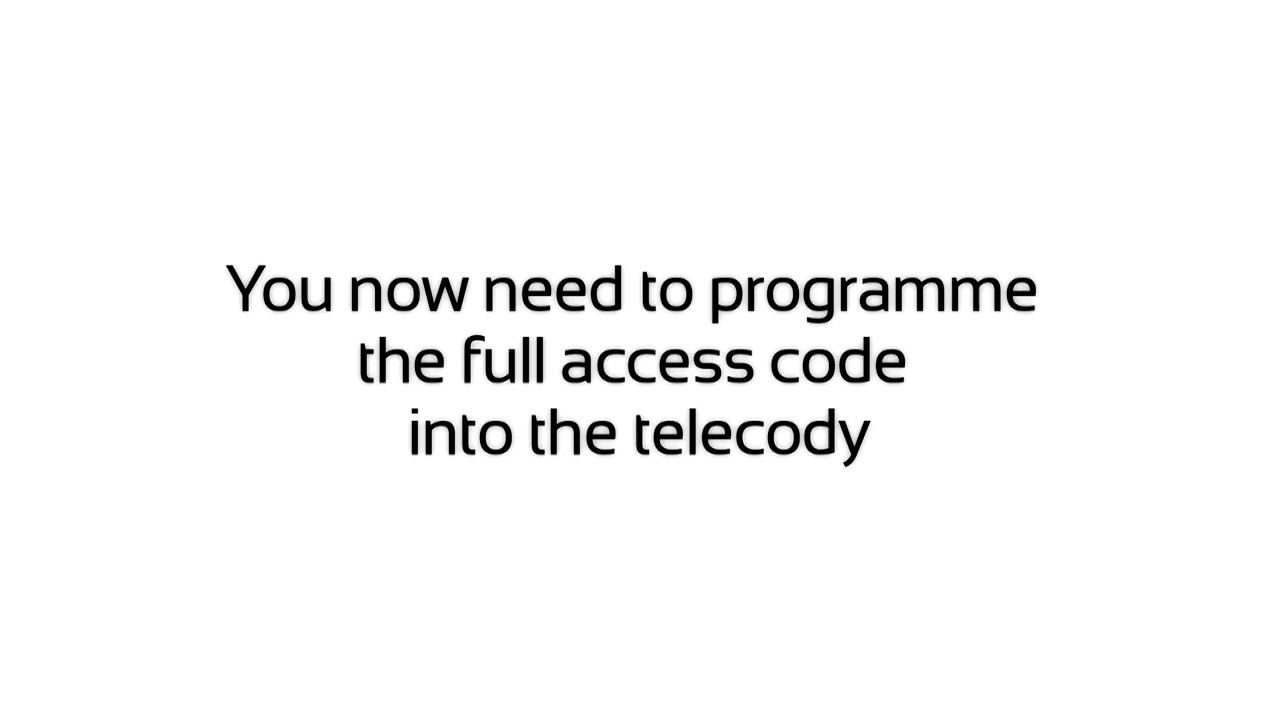 You now need to programme
the full access code
into the telecody